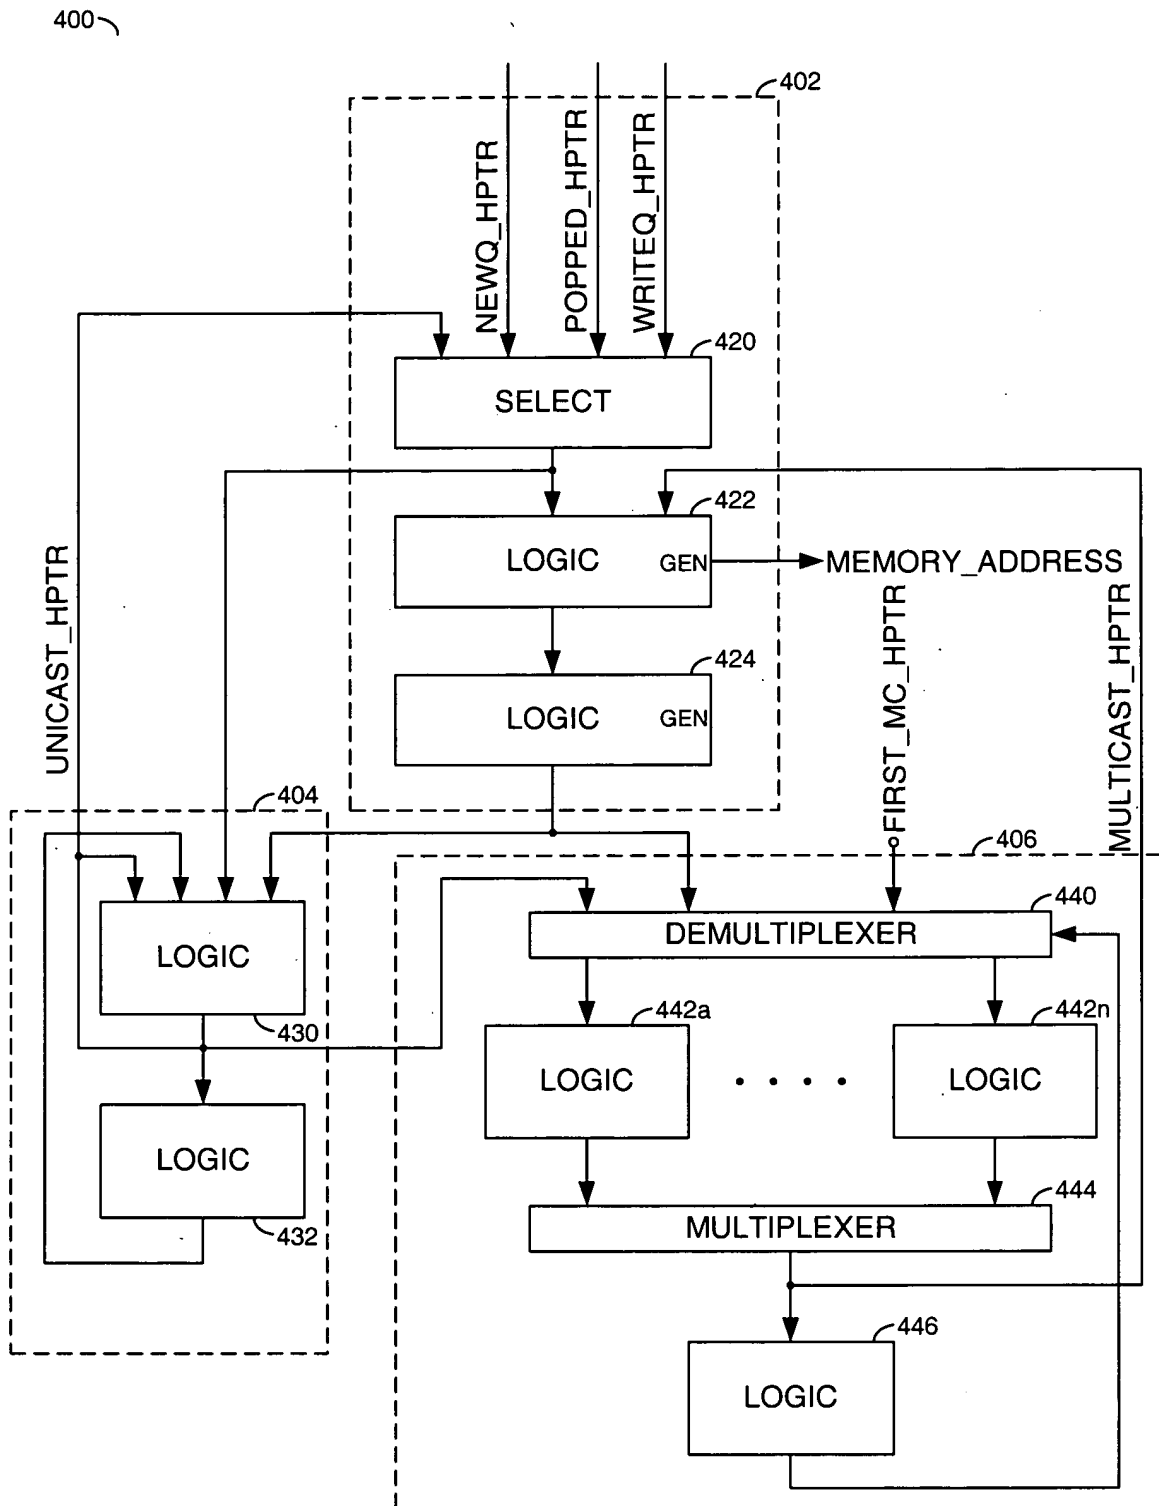 400
402
NEWQ_HPTR
POPPED_HPTR
WRITEQ_HPTR
420
SELECT
422
LOGIC
GEN
MEMORY_ADDRESS
UNICAST_HPTR
FIRST_MC_HPTR
MULTICAST_HPTR
424
LOGIC
GEN
404
406
440
DEMULTIPLEXER
LOGIC
430
442a
LOGIC
442n
LOGIC
LOGIC
432
444
MULTIPLEXER
446
LOGIC